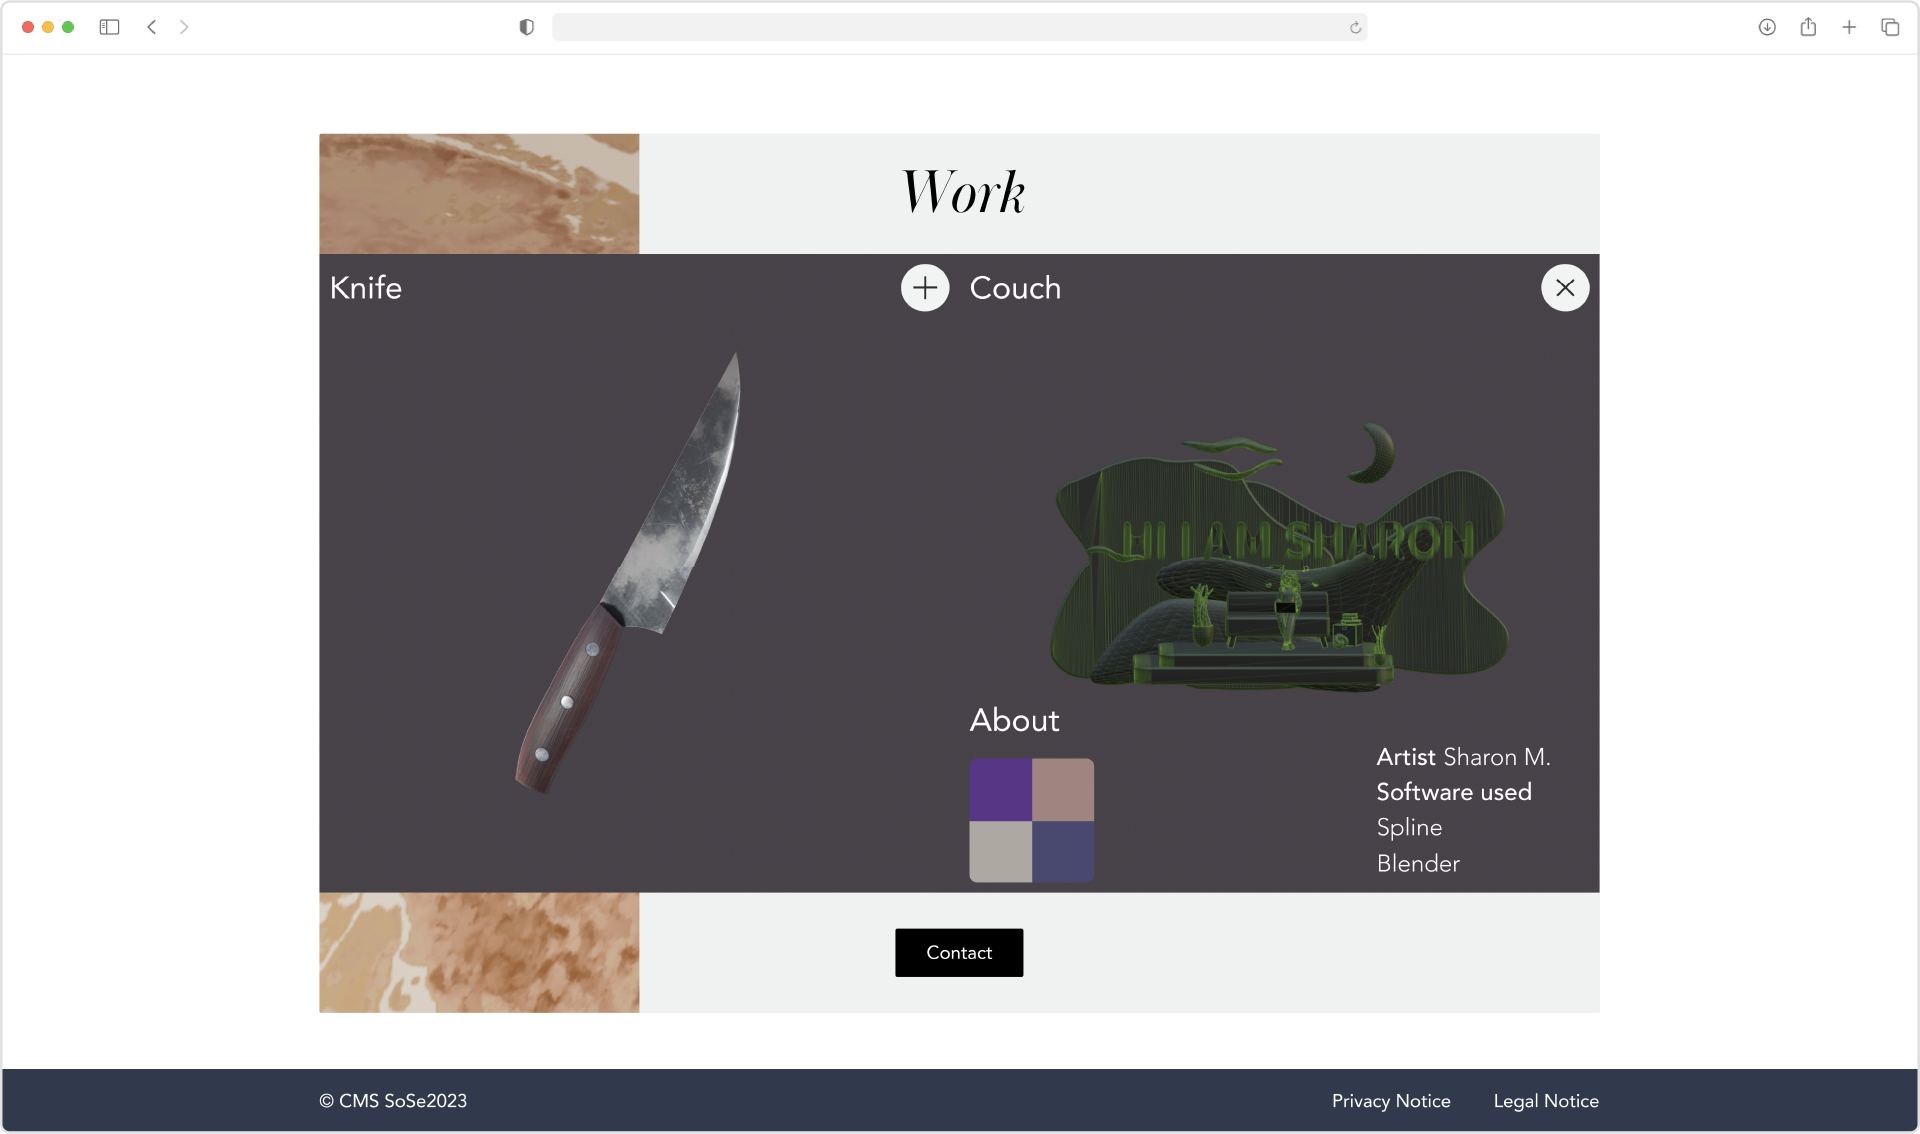 Work
Knife
Couch
HI I AM SHARON
About
Artist Sharon M.
Software used
Spline
Blender
Contact
© CMS SoSe2023
Privacy Notice
Legal Notice